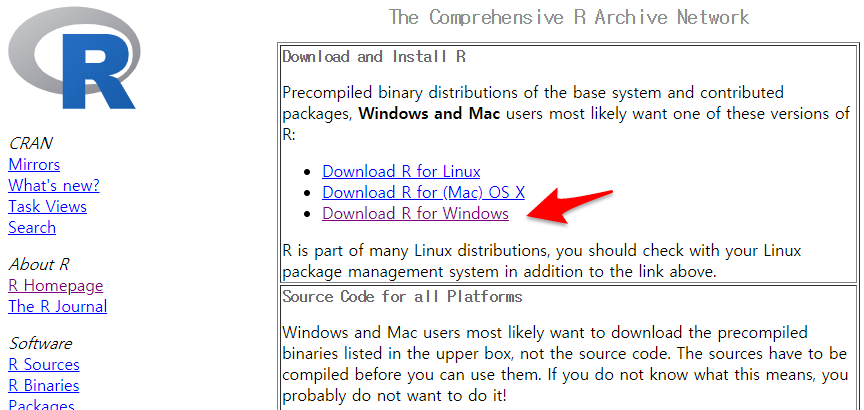 The Comprehensive R Archive Network
R
CRAN
Mirrors
What's new?
Task Views
Search
About R
R Homepage
The R Journal
Software
R Sources
R Binaries
Packages
Download and Install R
Precompiled binary distributions of the base system and contributed
packages, Windows and Mac users most likely want one of these versions of
R:
Download R for Linux
Download R for (Mac) OS X
Download R for Windows
R is part of many Linux distributions, you should check with your Linux
package management system in addition to the link above.
Source Code for all Platforms
Windows and Mac users most likely want to download the precompiled
binaries listed in the upper box, not the source code. The sources have to be
compiled before you can use them. If you do not know what this means, you
probably do not want to do it!